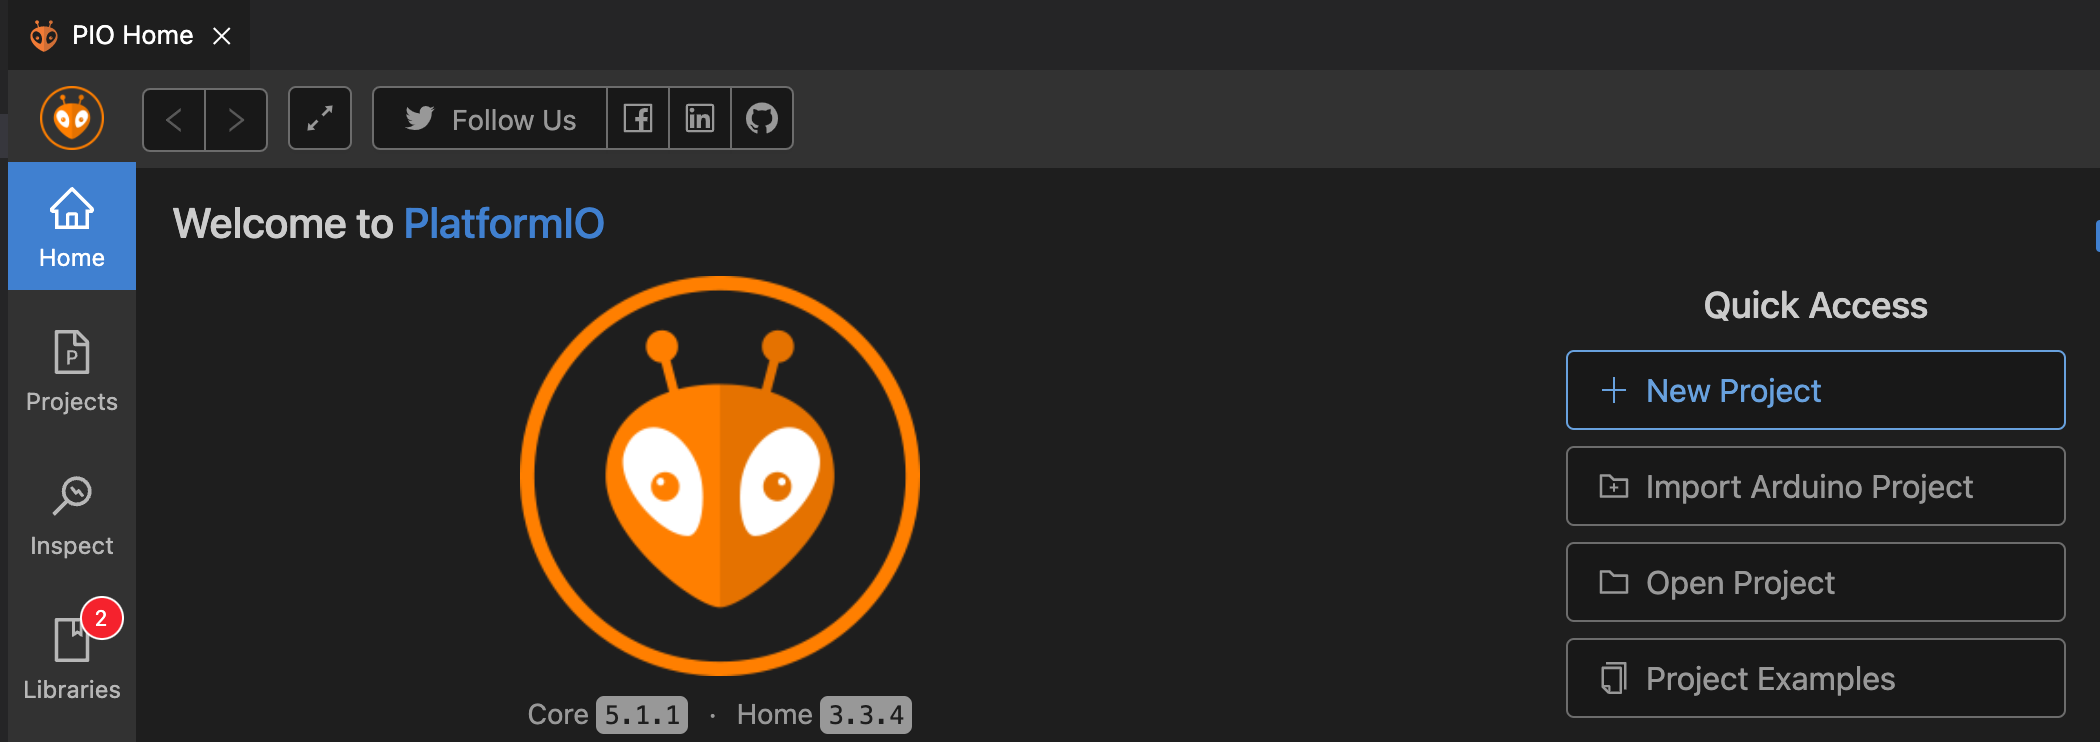 PIO Home
Follow Us
Home
Projects
Inspect
2
Libraries
Welcome to PlatformIO
Core 5.1.1 · Home 3.3.4
Quick Access
New Project
Import Arduino Project
Open Project
Project Examples